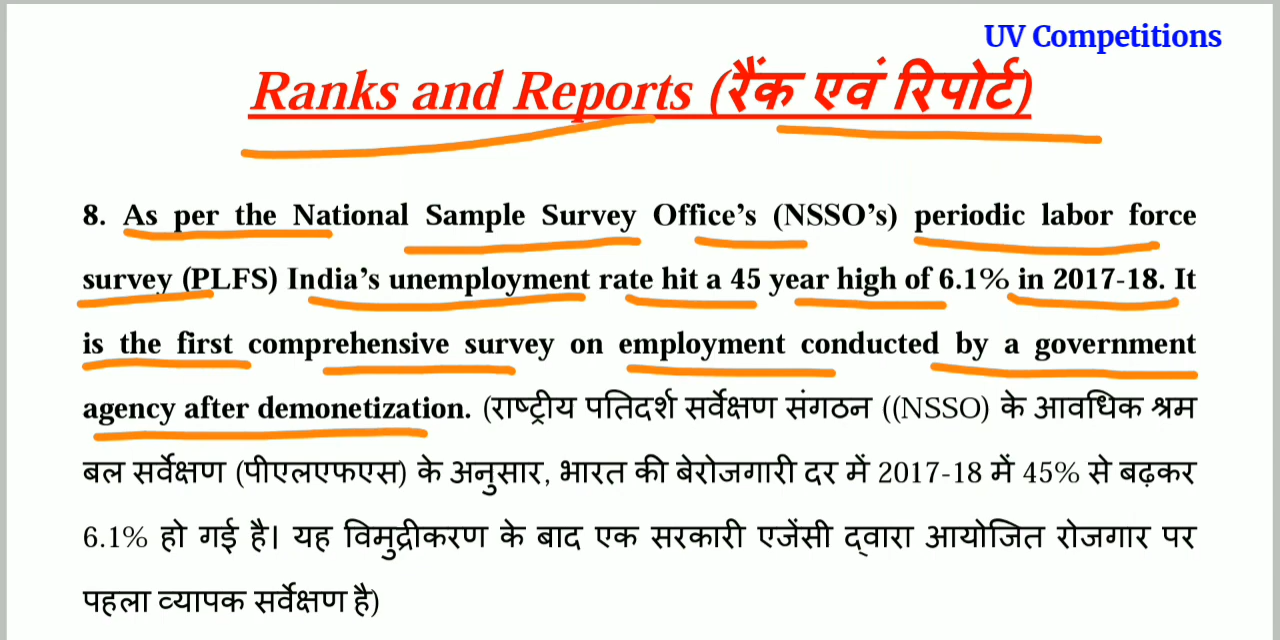 UV Competitions
Ranks and Reports (रैंक एवं रिपोर्ट)
8. As per the National Sample Survey Office’s (NSSO’s) periodic labor force
survey (PLFS) India’s unemployment rate hit a 45 year high of 6.1% in 2017-18. It
is the first comprehensive survey on employment conducted by a government
agency after demonetization. (राष्ट्रीय पतिदर्श सर्वेक्षण संगठन ((NSSO) के आवधिक श्रम
बल सर्वेक्षण (पीएलएफएस) के अनुसार, भारत की बेरोजगारी दर में 2017-18 में 45% से बढ़कर
6.1% हो गई है। यह विमुद्रीकरण के बाद एक सरकारी एजेंसी द्वारा आयोजित रोजगार पर
पहला व्यापक सर्वेक्षण है)